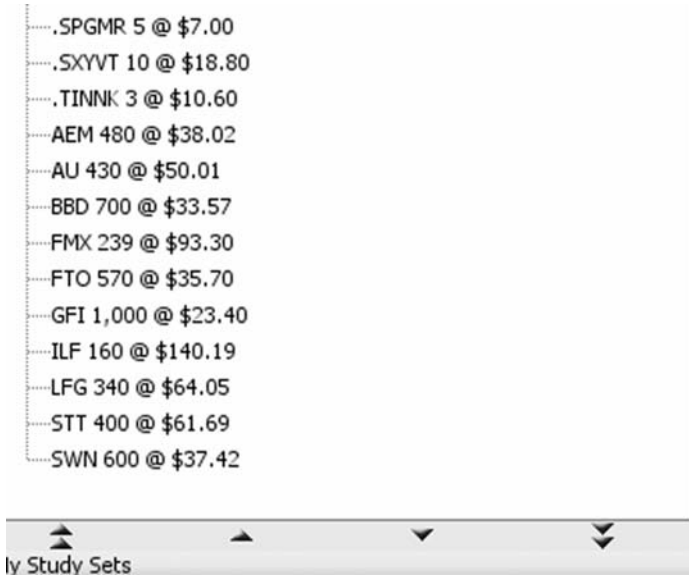 .SPGMR 5 @ $7.00
.SXYVT 10 @ $18.80
.TINNK 3 @ $10.60
AEM 480 @ $38.02
AU 430 @ $50.01
BBD 700 @ $33.57
FMX 239 @ $93.30
FTO 570 @ $35.70
GFI 1,000 @ $23.40
ILF 160 @ $140.19
LFG 340 @ $64.05
STT 400 @ $61.69
SWN 600 @ $37.42
ly Study Sets